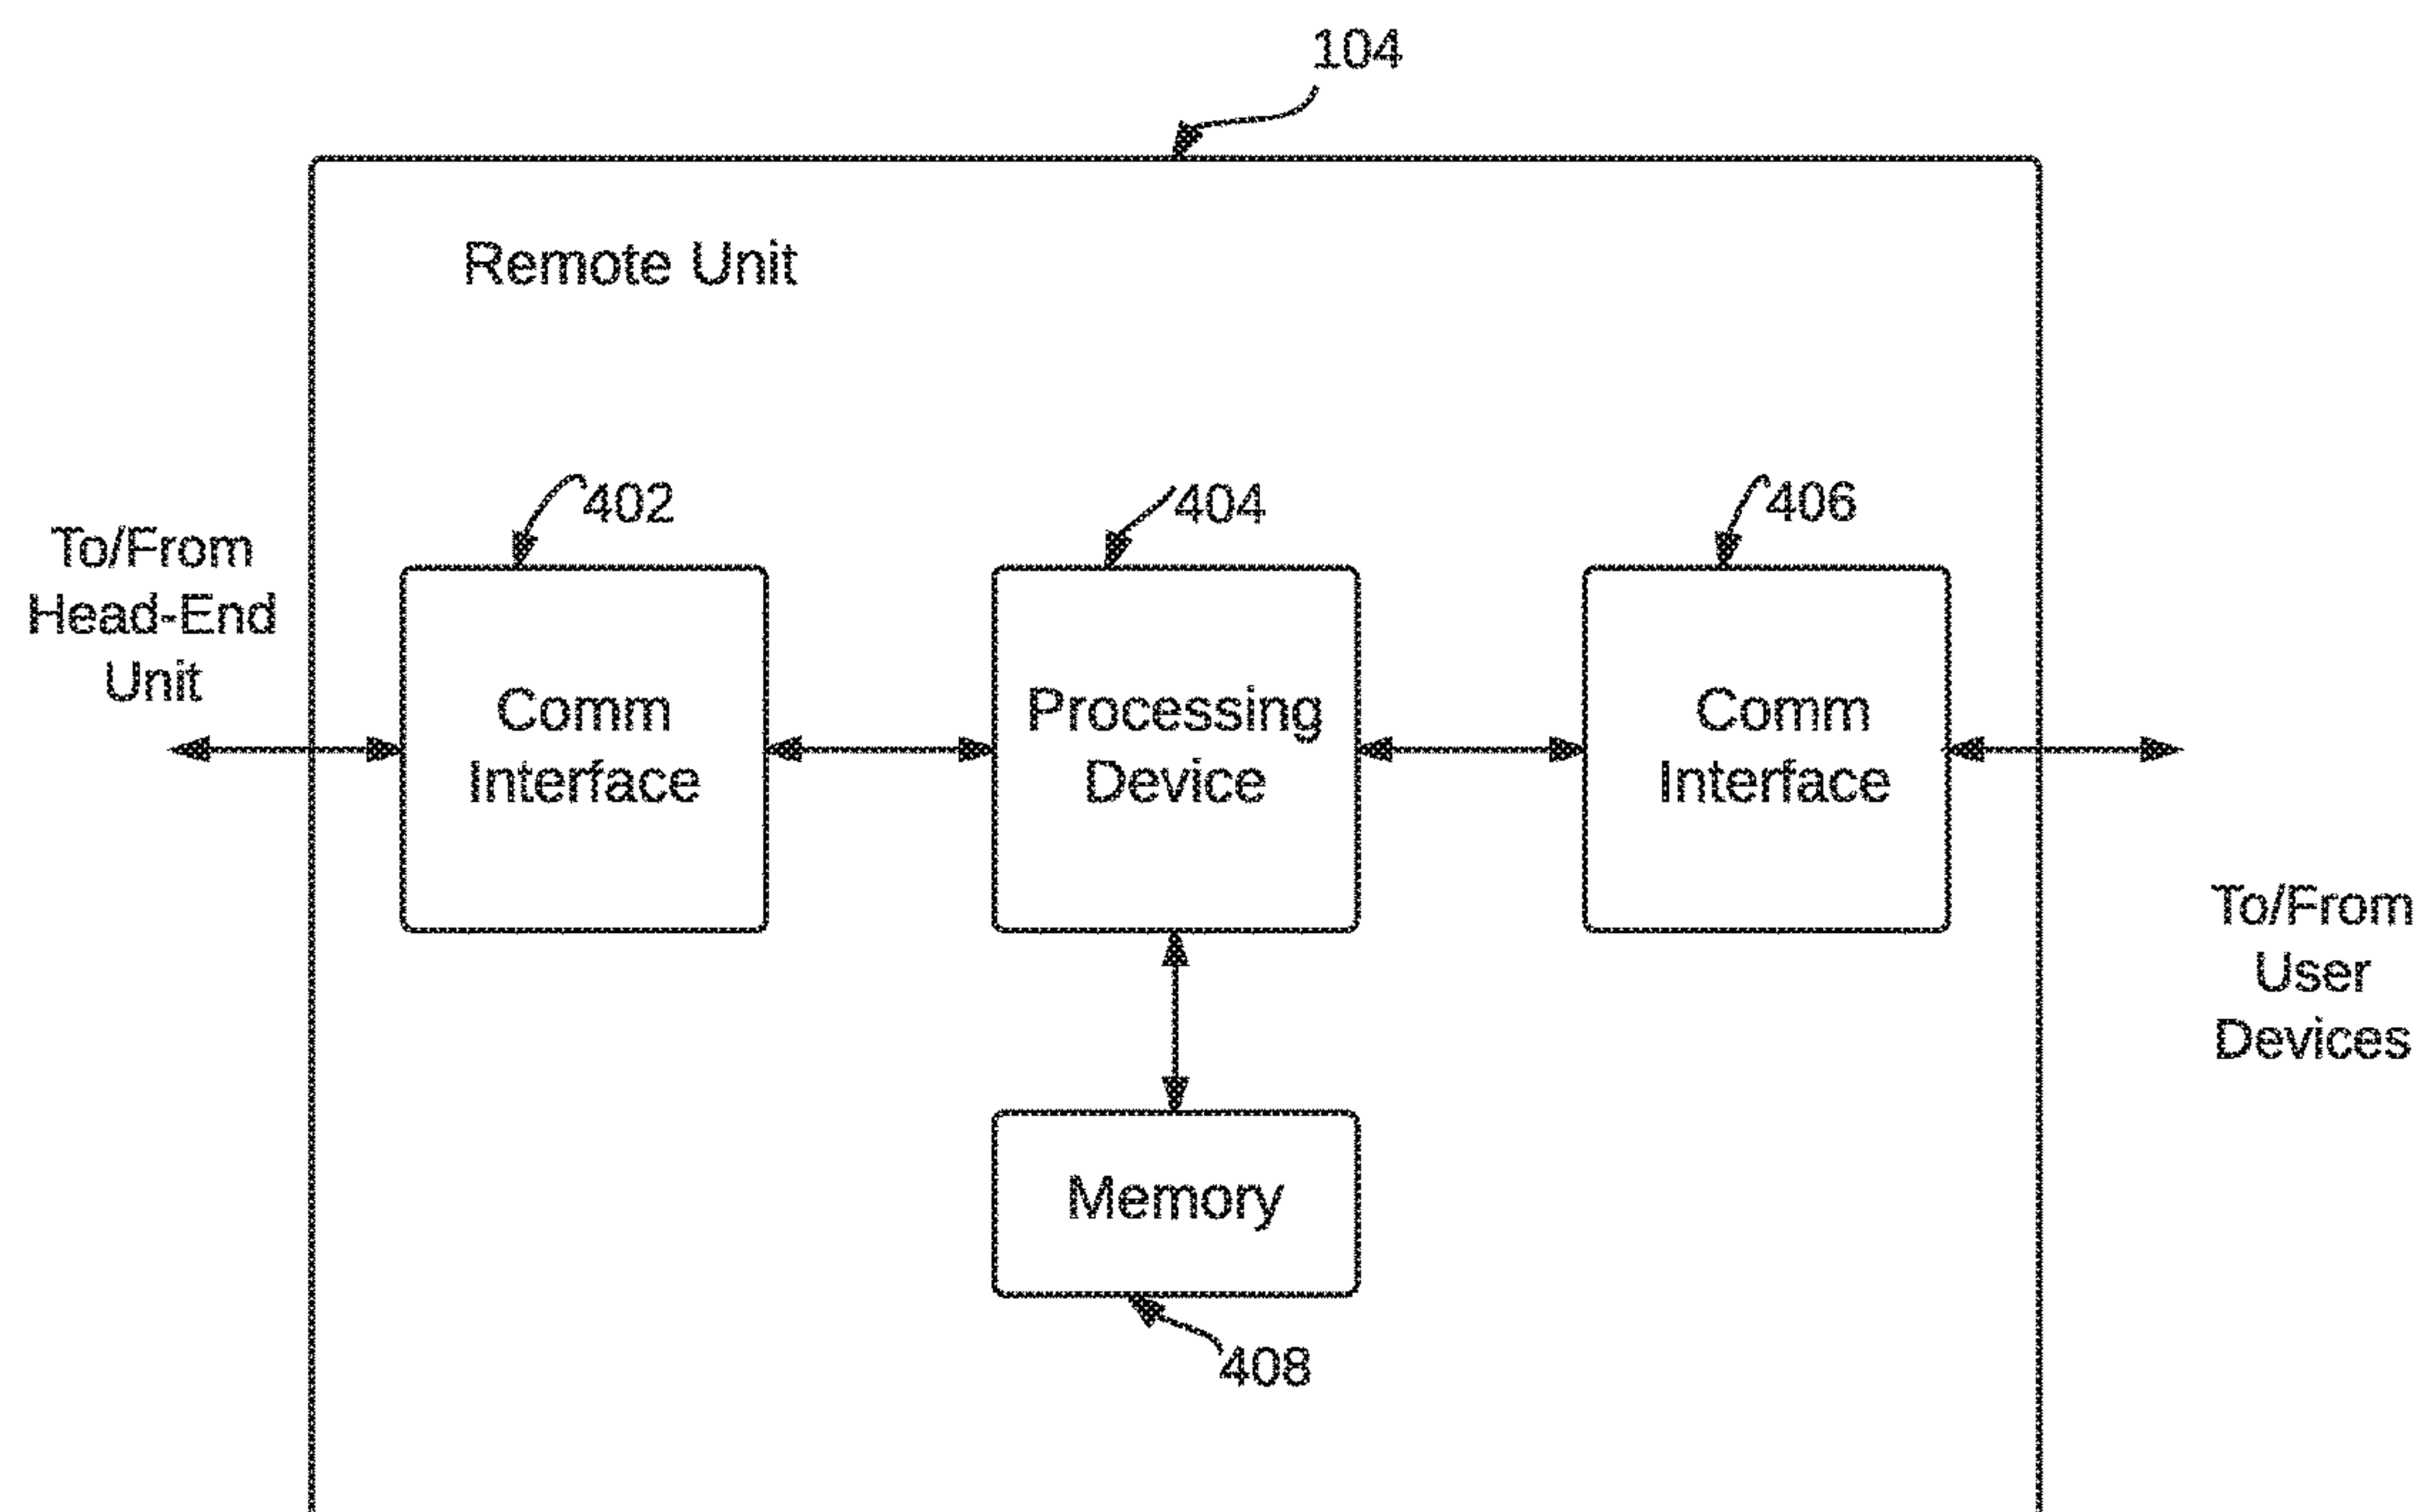 104
Remote Unit
402
404
406
To/From
Head-End
Unit
Comm
Interface
Processing
Device
Comm
Interface
To/From
User
Devices
Memory
408